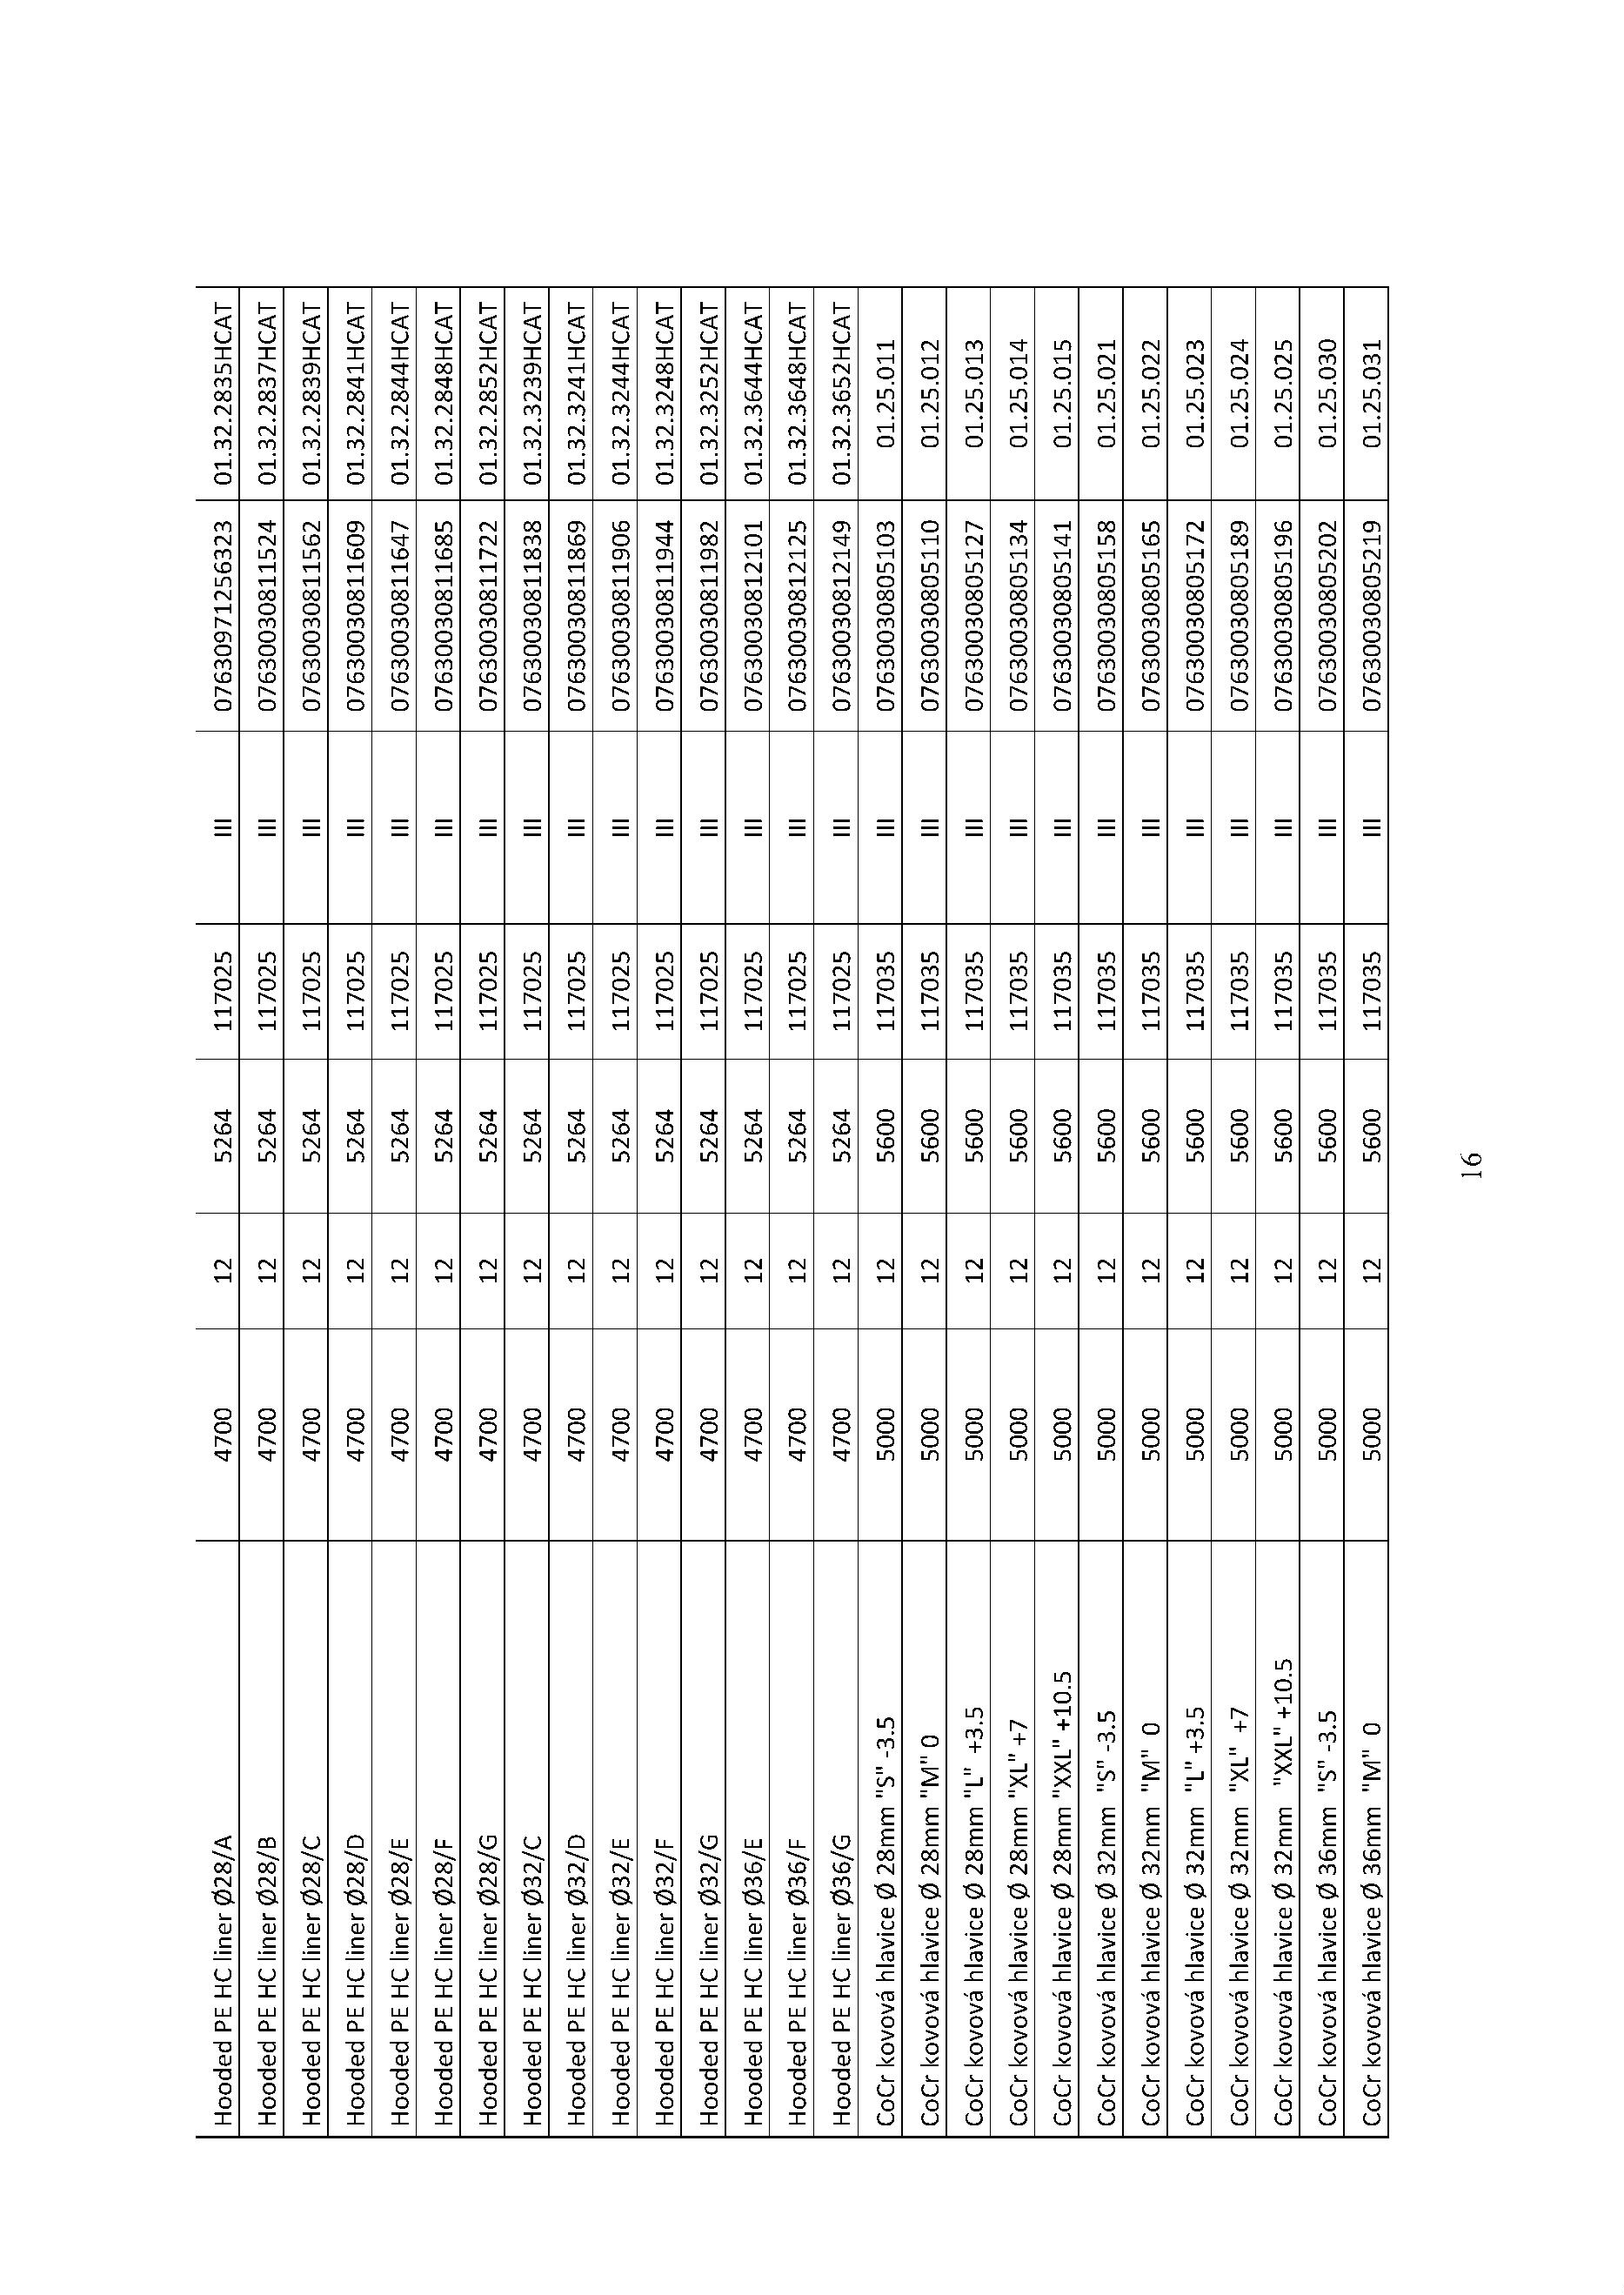 Hooded PE HC liner Ø28/A 4700 12 5264 117025 III 07630971256323 01.32.2835HCAT
Hooded PE HC liner Ø28/B 4700 12 5264 117025 III 07630030811524 01.32.2837HCAT
Hooded PE HC liner Ø28/C 4700 12 5264 117025 III 07630030811562 01.32.2839HCAT
Hooded PE HC liner Ø28/D 4700 12 5264 117025 III 07630030811609 01.32.2841HCAT
Hooded PE HC liner Ø28/E 4700 12 5264 117025 III 07630030811647 01.32.2844HCAT
Hooded PE HC liner Ø28/F 4700 12 5264 117025 III 07630030811685 01.32.2848HCAT
Hooded PE HC liner Ø28/G 4700 12 5264 117025 III 07630030811722 01.32.2852HCAT
Hooded PE HC liner Ø32/C 4700 12 5264 117025 III 07630030811838 01.32.3239HCAT
Hooded PE HC liner Ø32/D 4700 12 5264 117025 III 07630030811869 01.32.3241HCAT
Hooded PE HC liner Ø32/E 4700 12 5264 117025 III 07630030811906 01.32.3244HCAT
Hooded PE HC liner Ø32/F 4700 12 5264 117025 III 07630030811944 01.32.3248HCAT
Hooded PE HC liner Ø32/G 4700 12 5264 117025 III 07630030811982 01.32.3252HCAT
Hooded PE HC liner Ø36/E 4700 12 5264 117025 III 07630030812101 01.32.3644HCAT
Hooded PE HC liner Ø36/F 4700 12 5264 117025 III 07630030812125 01.32.3648HCAT
Hooded PE HC liner Ø36/G 4700 12 5264 117025 III 07630030812149 01.32.3652HCAT
CoCr kovová hlavice Ø 28mm "S" -3.5 5000 12 5600 117035 III 07630030805103 01.25.011
CoCr kovová hlavice Ø 28mm "M" 0 5000 12 5600 117035 III 07630030805110 01.25.012
CoCr kovová hlavice Ø 28mm "L" +3.5 5000 12 5600 117035 III 07630030805127 01.25.013
CoCr kovová hlavice Ø 28mm "XL" +7 5000 12 5600 117035 III 07630030805134 01.25.014
CoCr kovová hlavice Ø 28mm "XXL" +10.5 5000 12 5600 117035 III 07630030805141 01.25.015
CoCr kovová hlavice Ø 32mm "S" -3.5 5000 12 5600 117035 III 07630030805158 01.25.021
CoCr kovová hlavice Ø 32mm "M" 0 5000 12 5600 117035 III 07630030805165 01.25.022
CoCr kovová hlavice Ø 32mm "L" +3.5 5000 12 5600 117035 III 07630030805172 01.25.023
CoCr kovová hlavice Ø 32mm "XL" +7 5000 12 5600 117035 III 07630030805189 01.25.024
CoCr kovová hlavice Ø 32mm "XXL" +10.5 5000 12 5600 117035 III 07630030805196 01.25.025
CoCr kovová hlavice Ø 36mm "S" -3.5 5000 12 5600 117035 III 07630030805202 01.25.030
CoCr kovová hlavice Ø 36mm "M" 0 5000 12 5600 117035 III 07630030805219 01.25.031
16